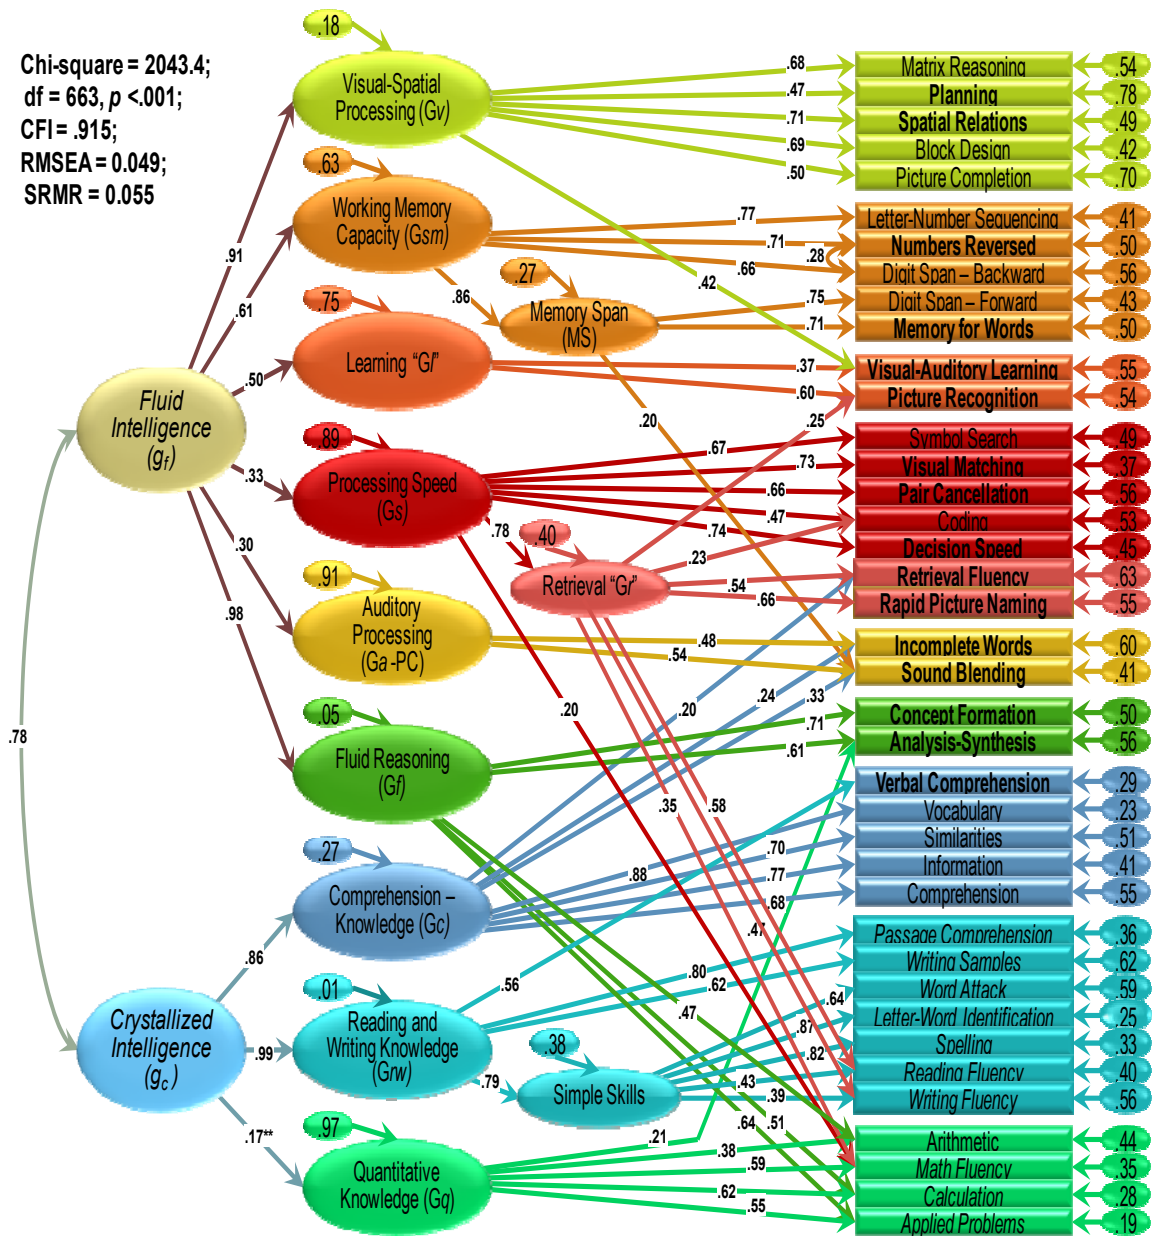 Chi-square = 2043.4;
df = 663, p <.001;
CFI = .915;
RMSEA = 0.049;
SRMR = 0.055
.18
Visual-Spatial
Processing (Gv)
.68
.47
.71
.69
.50
Matrix Reasoning
.54
Planning
.78
Spatial Relations
.49
Block Design
.42
Picture Completion
.70
.91
.63
Working Memory
Capacity (Gsm)
.77
.71
.66
.28
Letter-Number Sequencing
.41
Numbers Reversed
.50
Digit Span – Backward
.56
.61
.86
.27
Memory Span
(MS)
.42
.75
.71
Digit Span – Forward
.43
Memory for Words
.50
.75
Learning “Gl”
.37
.60
.25
Visual-Auditory Learning
.55
Picture Recognition
.54
.50
Fluid
Intelligence
(gf)
.20
.89
Processing Speed
(Gs)
.67
.73
.66
.47
.74
Symbol Search
.49
Visual Matching
.37
Pair Cancellation
.56
Coding
.53
Decision Speed
.45
.33
.78
.40
Retrieval “Gr”
.23
.54
.66
Retrieval Fluency
.63
Rapid Picture Naming
.55
.30
.91
Auditory
Processing
(Ga-PC)
.48
.54
Incomplete Words
.60
Sound Blending
.41
.98
.20
.20
.24
.33
.05
Fluid Reasoning
(Gf)
.71
.61
Concept Formation
.50
Analysis-Synthesis
.56
.78
.35
.58
.27
Comprehension –
Knowledge (Gc)
.88
.70
.77
.68
Verbal Comprehension
.29
Vocabulary
.23
Similarities
.51
Information
.41
Comprehension
.55
.86
.47
.01
Reading and
Writing Knowledge
(Grw)
.56
.80
.62
.47
Passage Comprehension
.36
Writing Samples
.62
Crystallized
Intelligence
(gc)
.99
.79
.38
Simple Skills
.64
.87
.82
.43
.39
Word Attack
.59
Letter-Word Identification
.25
Spelling
.33
Reading Fluency
.40
Writing Fluency
.56
.17**
.97
Quantitative
Knowledge (Gq)
.64
.51
.21
.38
.59
.62
.55
Arithmetic
.44
Math Fluency
.35
Calculation
.28
Applied Problems
.19